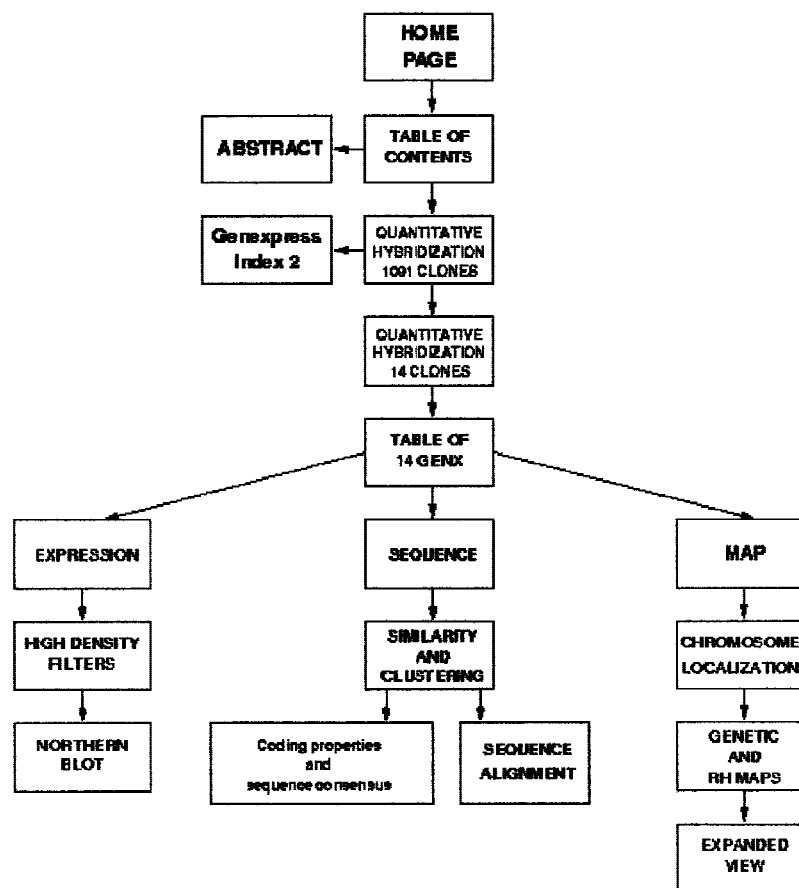 HOME
PAGE
ABSTRACT
TABLE OF
CONTENTS
Genexpress
Index 2
QUANTITATIVE
HYBRIDIZATION
1091 CLONES
QUANTITATIVE
HYBRIDIZATION
14 CLONES
TABLE OF
14 GENX
EXPRESSION
SEQUENCE
MAP
HIGH DENSITY
FILTERS
SIMILARITY
AND
CLUSTERING
CHROMOSOME
LOCALIZATION
NORTHERN
BLOT
Coding properties
and
sequence consensus
SEQUENCE
ALIGNMENT
GENETIC
AND
RH MAPS
EXPANDED
VIEW